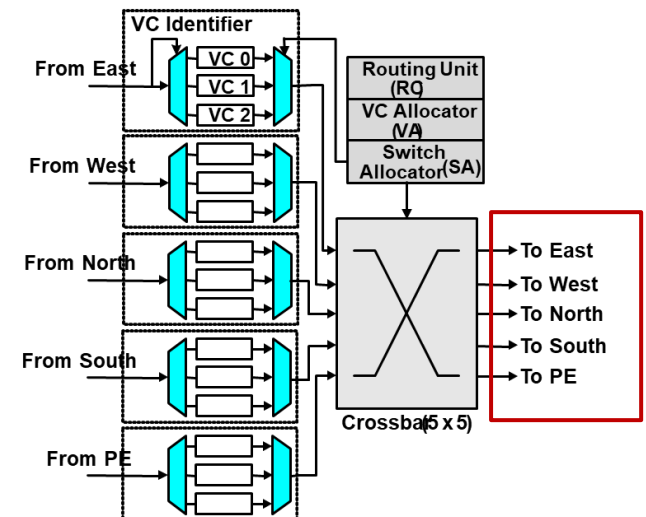 VC Identifier
From East
VC 0
VC 1
VC 2
Routing Unit
(RC)
VC Allocator
(VA)
Switch
Allocator(SA)
From West
From North
From South
From PE
To East
To West
To North
To South
To PE
Crossbar(5 x 5)